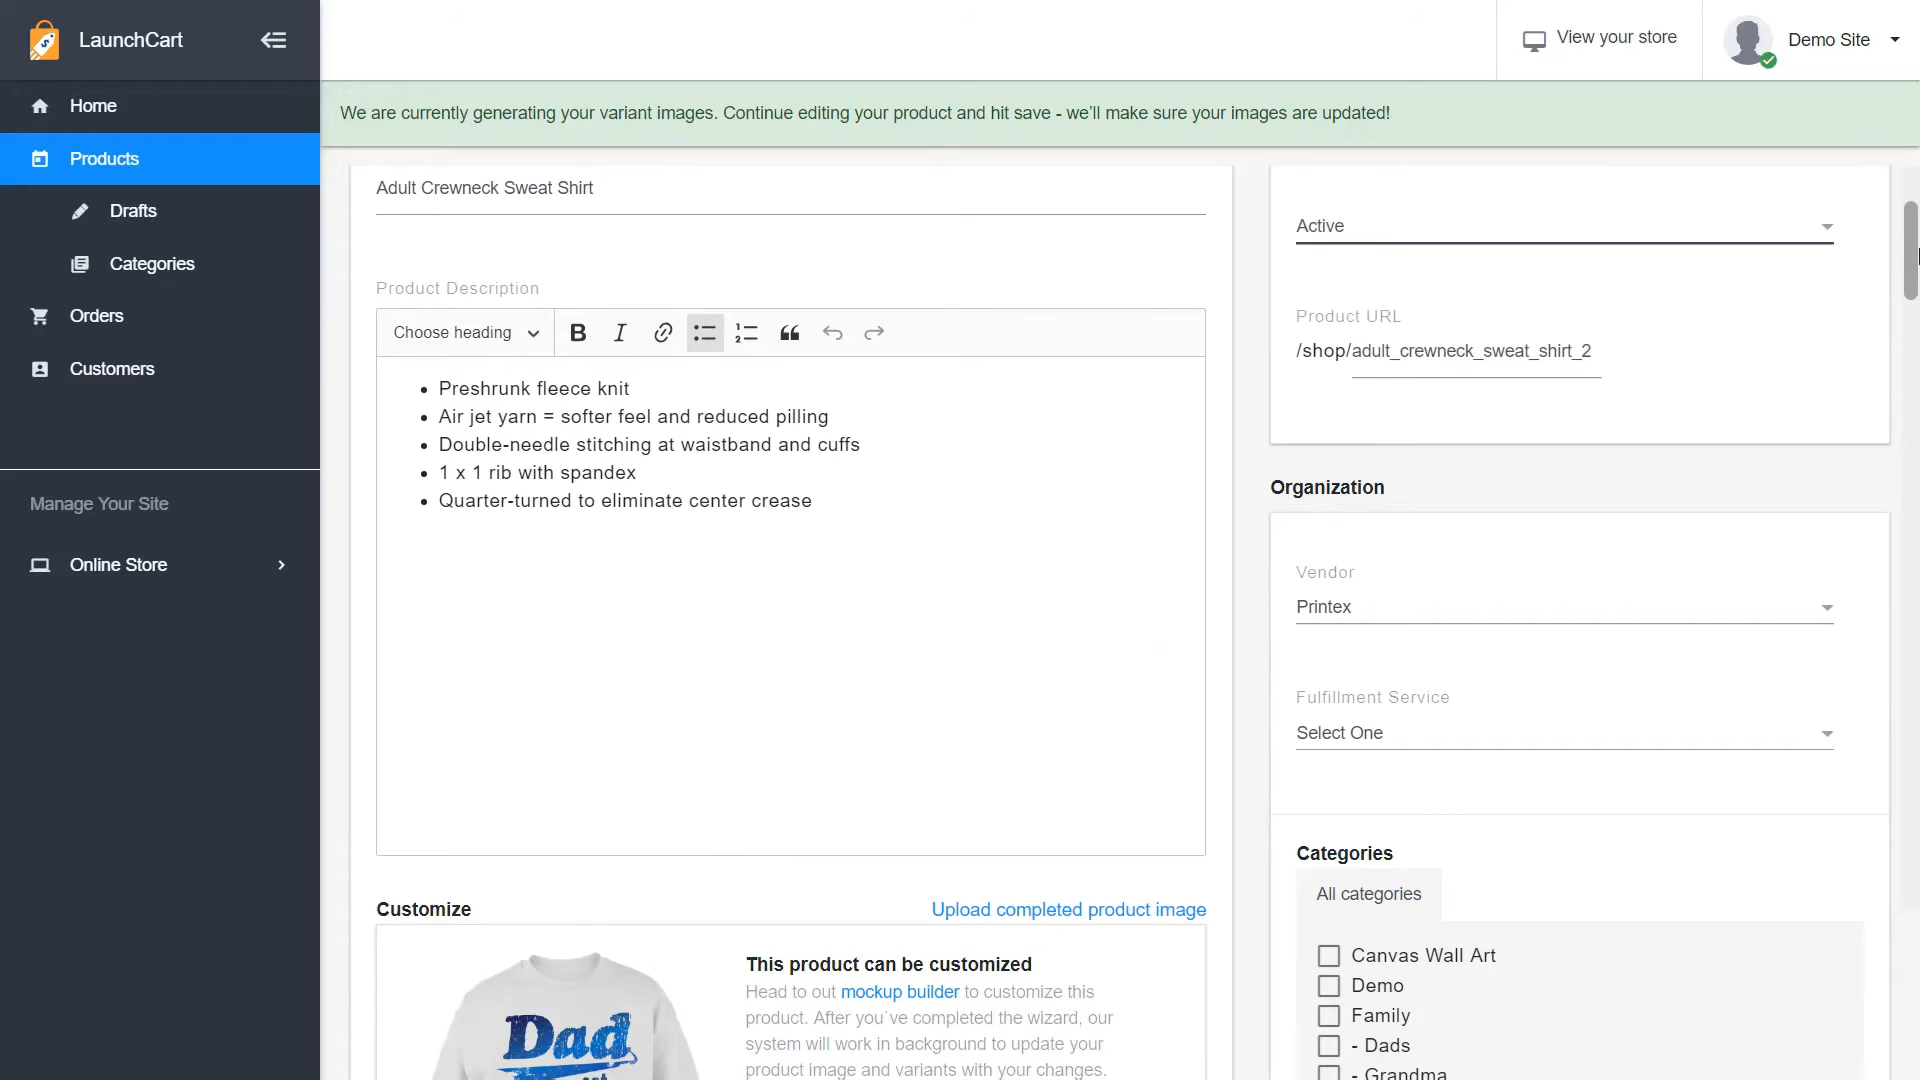 LaunchCart
View your store
Demo Site
Home
Products
Drafts
Categories
Orders
Customers
Manage Your Site
Online Store
We are currently generating your variant images. Continue editing your product and hit save - we'll make sure your images are updated!
Adult Crewneck Sweat Shirt
Product Description
Choose heading
Preshrunk fleece knit
Air jet yarn = softer feel and reduced pilling
Double-needle stitching at waistband and cuffs
1 x 1 rib with spandex
Quarter-turned to eliminate center crease
Customize
Upload completed product image
Dad
This product can be customized
Head to out mockup builder to customize this
product. After you`ve completed the wizard, our
system will work in background to update your
product image and variants with your changes.
Active
Product URL
/shop/adult_crewneck_sweat_shirt_2
Organization
Vendor
Printex
Fulfillment Service
Select One
Categories
All categories
Canvas Wall Art
Demo
Family
- Dads
- Grandma